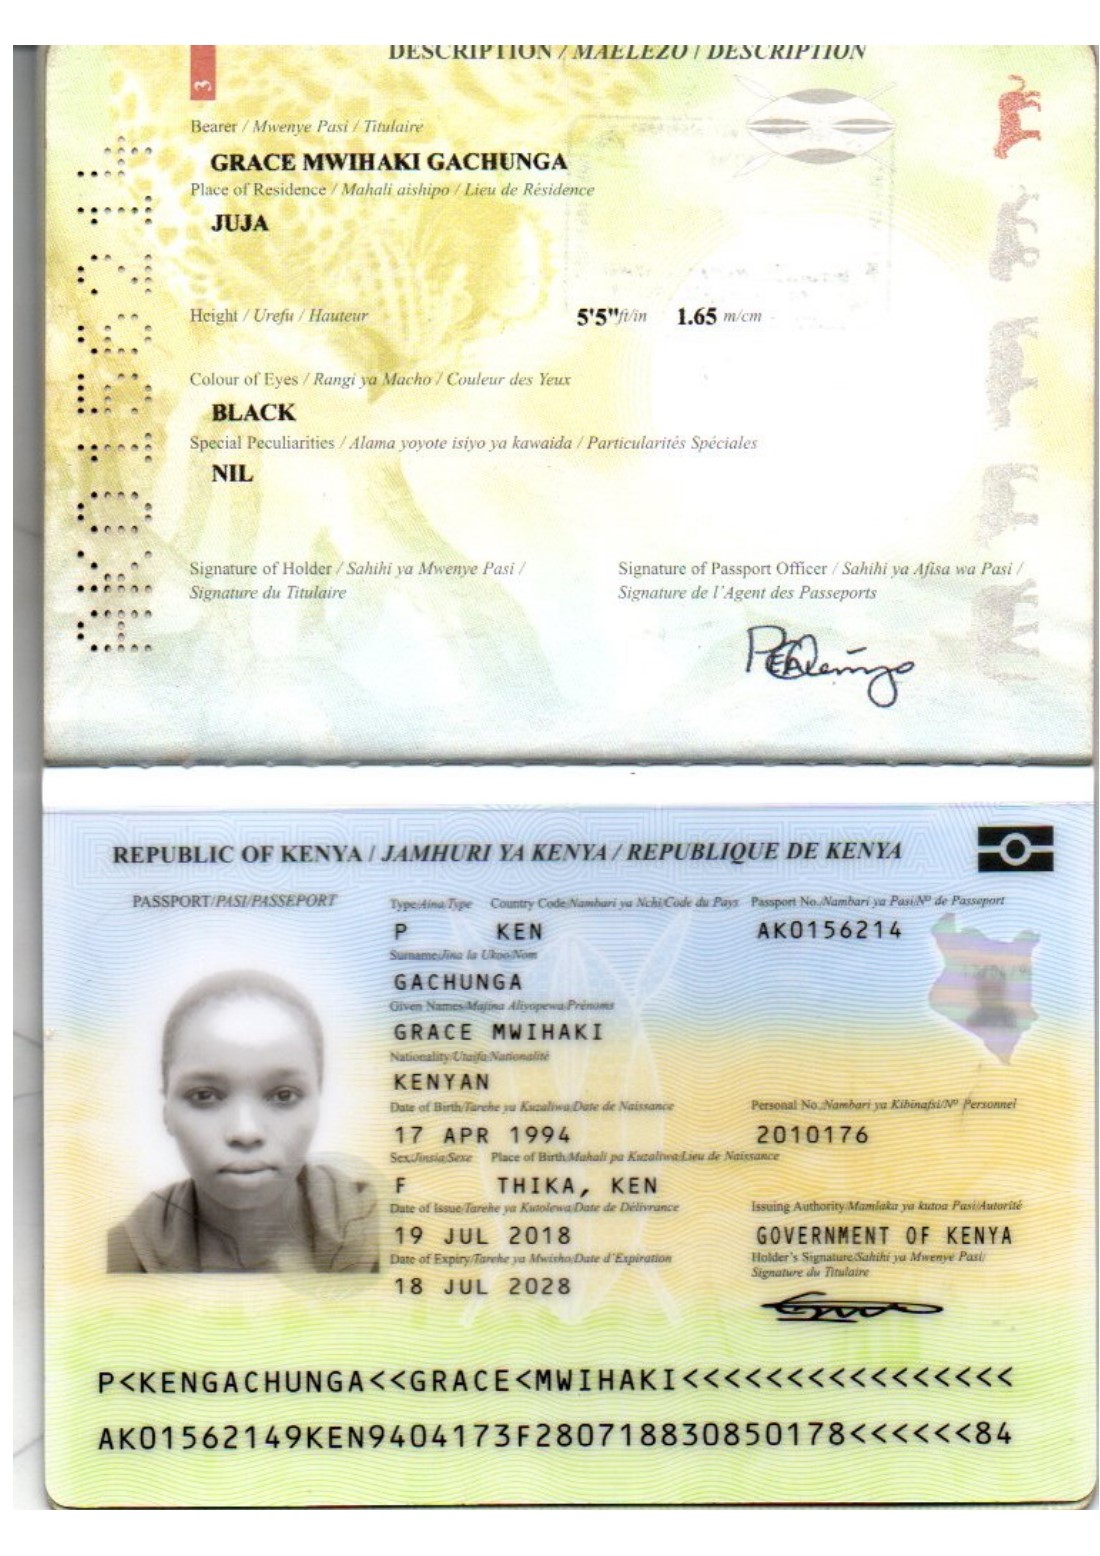 DESCRIPTION / MAELEZO / DESCRIPTION
3
Bearer / Mwenye Pasi / Titulaire
GRACE MWIHAKI GACHUNGA
Place of Residence / Mahali aishipo / Lieu de Résidence
JUJA
Height / Urefu / Hauteur 5'5" ft/in 1.65 m/cm
Colour of Eyes / Rangi ya Macho / Couleur des Yeux
BLACK
Special Peculiarities / Alama yoyote isiyo ya kawaida / Particularités Spéciales
NIL
Signature of Holder / Sahihi ya Mwenye Pasi / Signature of Passport Officer / Sahihi ya Afisa wa Pasi /
Signature du Titulaire Signature de l'Agent des Passeports
REPUBLIC OF KENYA / JAMHURI YA KENYA / REPUBLIQUE DE KENYA
PASSPORT/PASI/PASSEPORT Type/Aina/Type Country Code/Nambari ya Nchi/Code du Pays Passport No./Nambari ya Pasi/Nº de Passeport
P KEN AK0156214
Surname/Jina la Ukoo/Nom
GACHUNGA
Given Names/Majina Aliyopewa/Prénoms
GRACE MWIHAKI
Nationality/Utaifa/Nationalité
KENYAN
Date of Birth/Tarehe ya Kuzaliwa/Date de Naissance Personal No./Nambari ya Kibinafsi/Nº Personnel
17 APR 1994 2010176
Sex/Jinsia/Sexe Place of Birth/Mahali pa Kuzaliwa/Lieu de Naissance
F THIKA, KEN
Date of Issue/Tarehe ya Kutolewa/Date de Délivrance Issuing Authority/Mamlaka ya kutoa Pasi/Autorité
19 JUL 2018 GOVERNMENT OF KENYA
Date of Expiry/Tarehe ya Mwisho/Date d'Expiration Holder's Signature/Sahihi ya Mwenye Pasi/
Signature du Titulaire
18 JUL 2028
P<KENGACHUNGA<<GRACE<MWIHAKI<<<<<<<<<<<<<<<<
AK01562149KEN9404173F280718830850178<<<<<<84